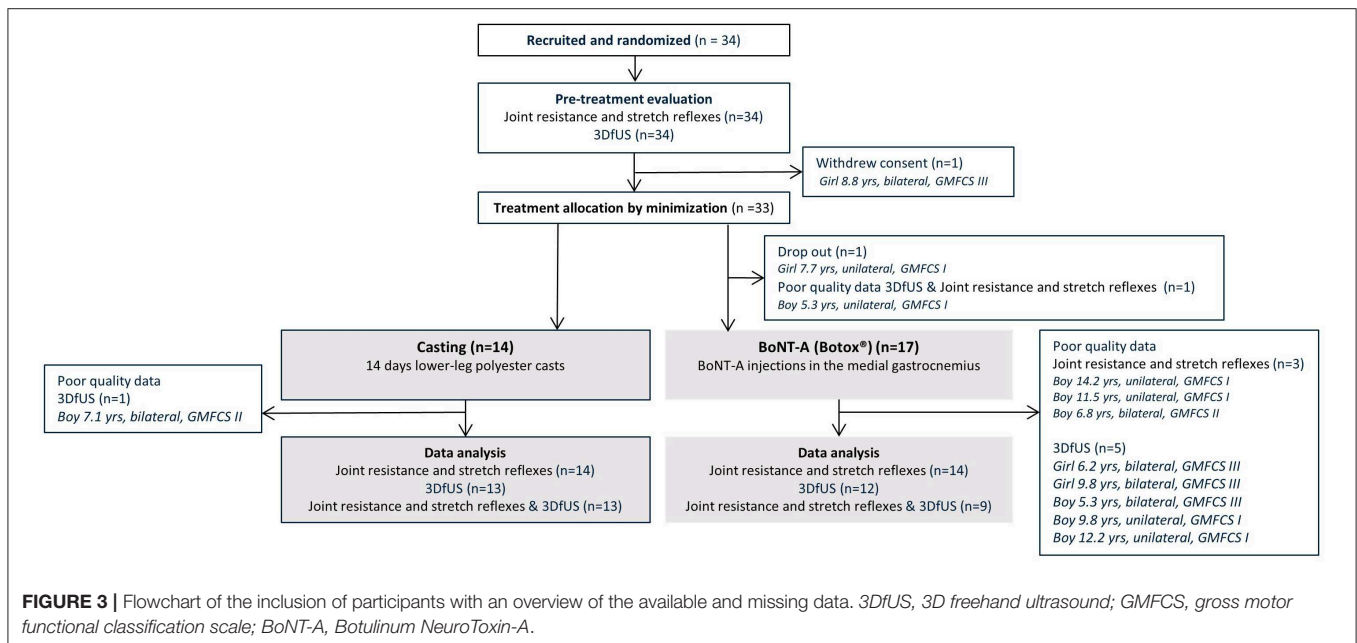 Recruited and randomized (n = 34)
Pre-treatment evaluation
Joint resistance and stretch reflexes (n=34)
3DfUS (n=34)
Withdrew consent (n=1)
Girl 8.8 yrs, bilateral, GMFCS III
Treatment allocation by minimization (n =33)
Drop out (n=1)
Girl 7.7 yrs, unilateral, GMFCS I
Poor quality data 3DfUS & Joint resistance and stretch reflexes (n=1)
Boy 5.3 yrs, unilateral, GMFCS I
Casting (n=14)
14 days lower-leg polyester casts
BoNT-A (Botox®) (n=17)
BoNT-A injections in the medial gastrocnemius
Poor quality data
3DfUS (n=1)
Boy 7.1 yrs, bilateral, GMFCS II
Poor quality data
Joint resistance and stretch reflexes (n=3)
Boy 14.2 yrs, unilateral, GMFCS I
Boy 11.5 yrs, unilateral, GMFCS I
Boy 6.8 yrs, bilateral, GMFCS II
3DfUS (n=5)
Girl 6.2 yrs, bilateral, GMFCS III
Girl 9.8 yrs, bilateral, GMFCS III
Boy 5.3 yrs, bilateral, GMFCS III
Boy 9.8 yrs, unilateral, GMFCS I
Boy 12.2 yrs, unilateral, GMFCS I
Data analysis
Joint resistance and stretch reflexes (n=14)
3DfUS (n=13)
Joint resistance and stretch reflexes & 3DfUS (n=13)
Data analysis
Joint resistance and stretch reflexes (n=14)
3DfUS (n=12)
Joint resistance and stretch reflexes & 3DfUS (n=9)
FIGURE 3 | Flowchart of the inclusion of participants with an overview of the available and missing data. 3DfUS, 3D freehand ultrasound; GMFCS, gross motor
functional classification scale; BoNT-A, Botulinum NeuroToxin-A.